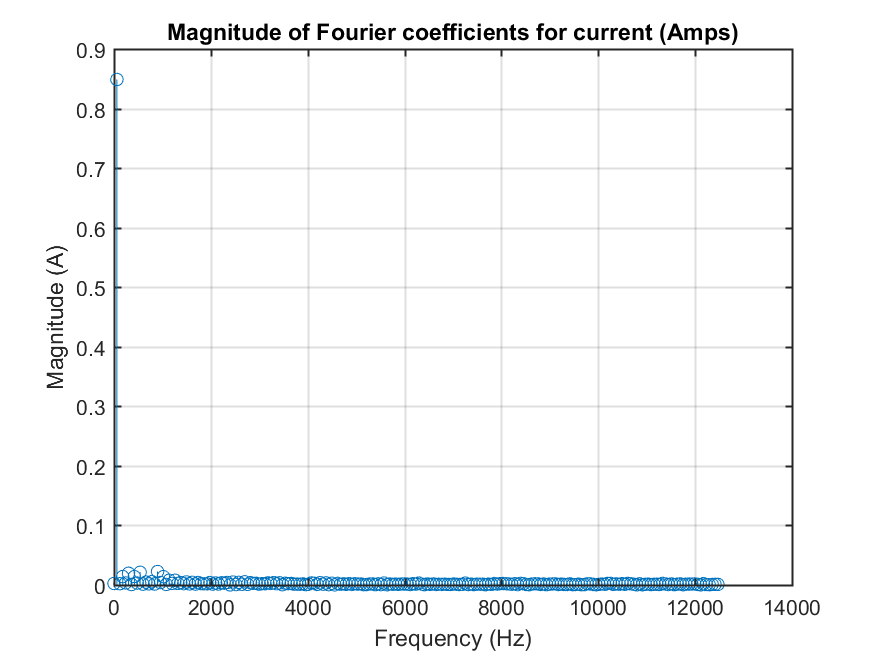 Magnitude of Fourier coefficients for current (Amps)
0.9
0.8
0.7
0.6
0.5
0.4
0.3
0.2
0.1
0
Magnitude (A)
0 2000 4000 6000 8000 10000 12000 14000
Frequency (Hz)